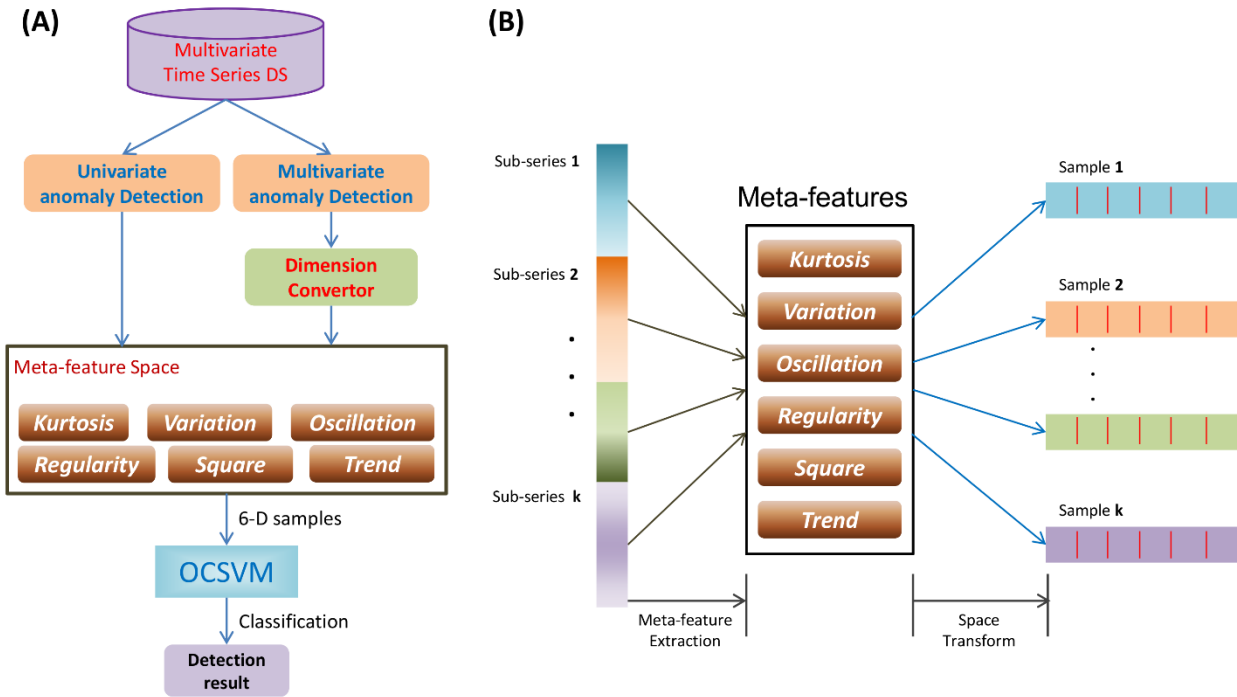 (A)
Multivariate
Time Series DS
Univariate
anomaly Detection
Multivariate
anomaly Detection
Dimension
Convertor
Meta-feature Space
Kurtosis
Variation
Oscillation
Regularity
Square
Trend
6-D samples
OCSVM
Classification
Detection
result
(B)
Sub-series 1
Sub-series 2
Sub-series k
Meta-features
Kurtosis
Variation
Oscillation
Regularity
Square
Trend
Sample 1
Sample 2
Sample k
Meta-feature
Extraction
Space
Transform